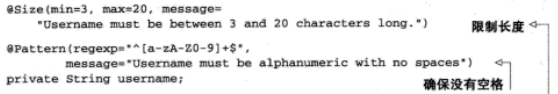 @Size(min=3, max=20, message=
"Username must be between 3 and 20 characters long.")
限制长度
@Pattern(regexp="^[a-zA-Z0-9]+$",
message="Username must be alphanumeric with no spaces")
private String username;
确保没有空格